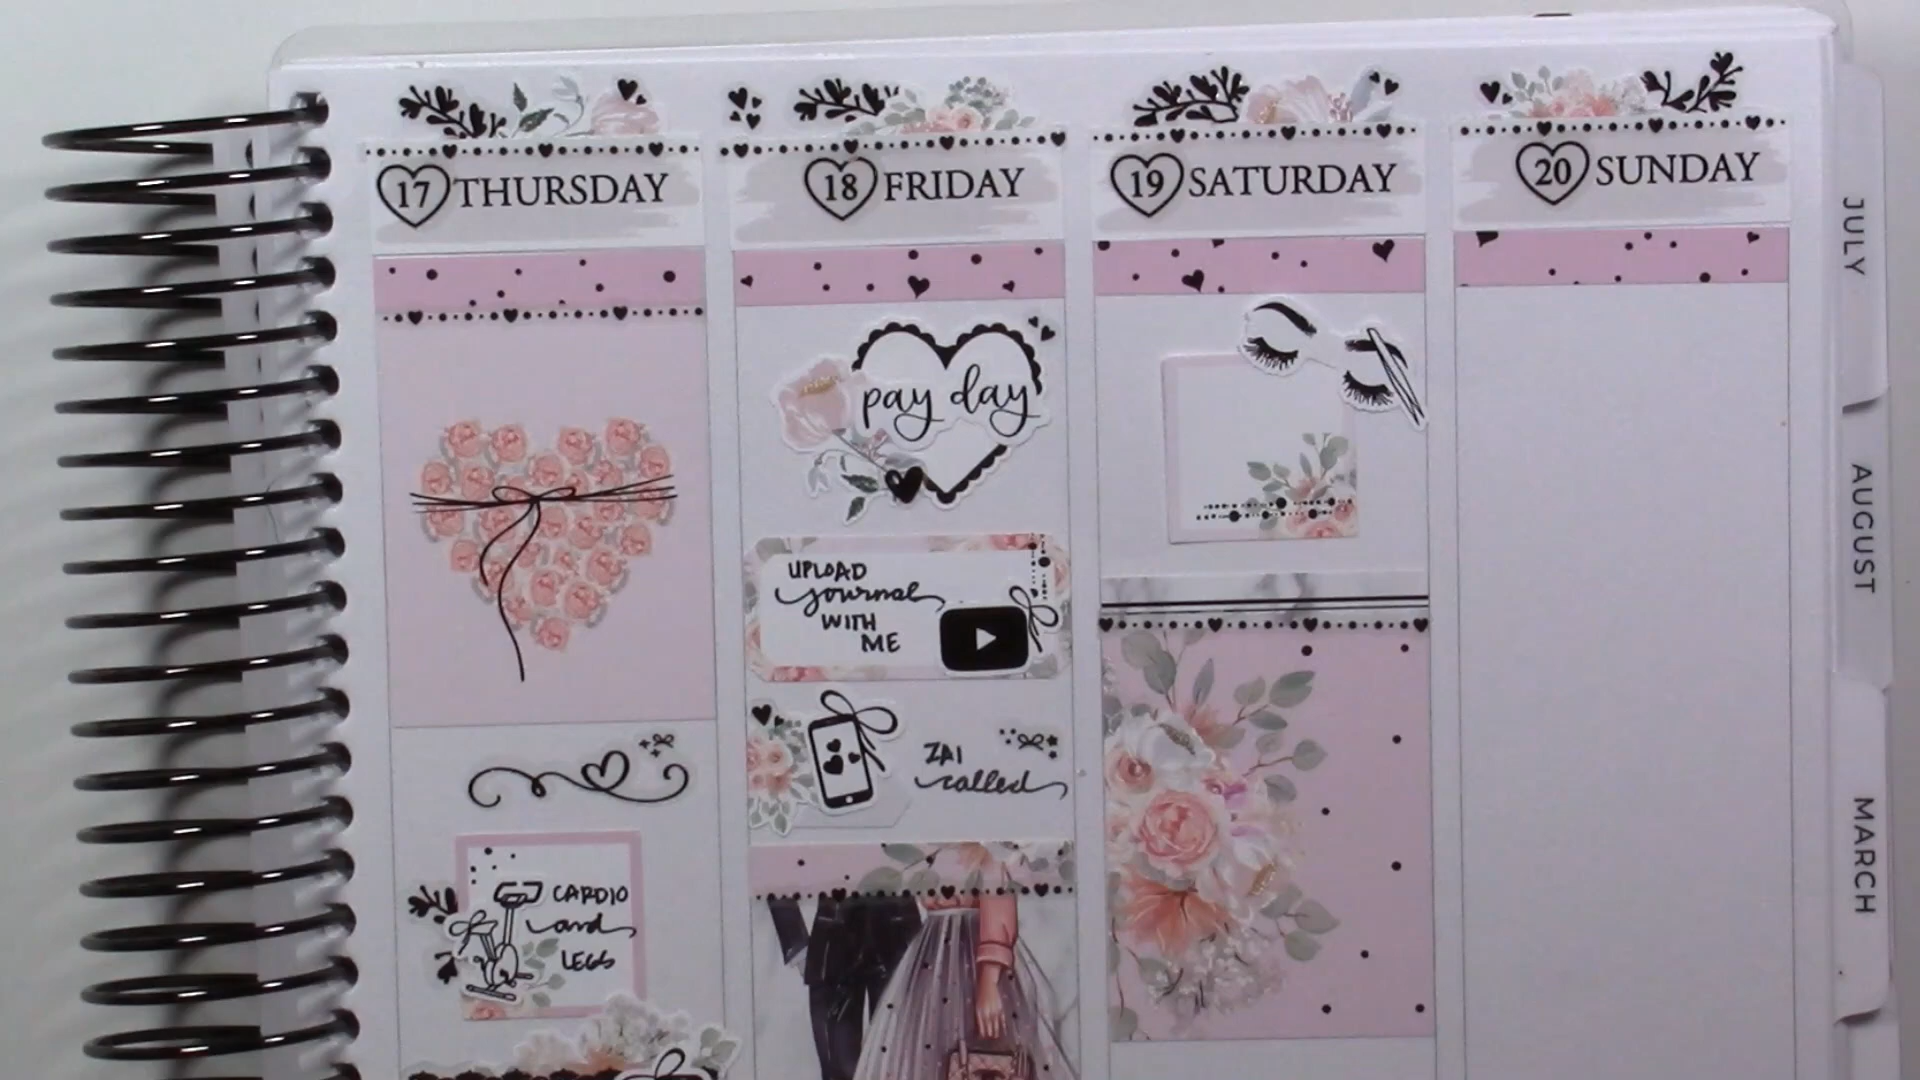 17 THURSDAY
18 FRIDAY
19 SATURDAY
20 SUNDAY
pay day
UPLOAD
journal
WITH
ME
ZAI
called
CARDIO
and
LEGS
JULY
AUGUST
MARCH